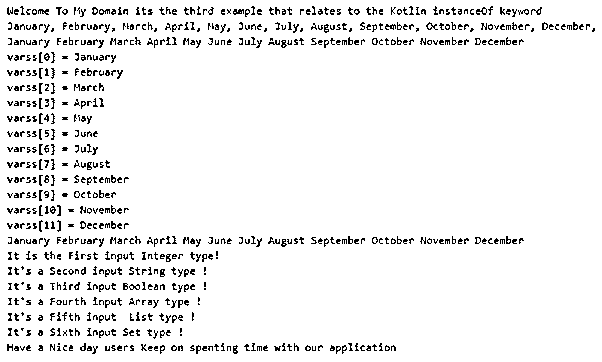 Welcome To My Domain its the third example that relates to the Kotlin instanceOf keyword
January, February, March, April, May, June, July, August, September, October, November, December,
January February March April May June July August September October November December
varss[0] = January
varss[1] = February
varss[2] = March
varss[3] = April
varss[4] = May
varss[5] = June
varss[6] = July
varss[7] = August
varss[8] = September
varss[9] = October
varss[10] = November
varss[11] = December
January February March April May June July August September October November December
It is the First input Integer type!
It's a Second input String type !
It's a Third input Boolean type !
It's a Fourth input Array type !
It's a Fifth input  List type !
It's a Sixth input Set type !
Have a Nice day users Keep on spenting time with our application